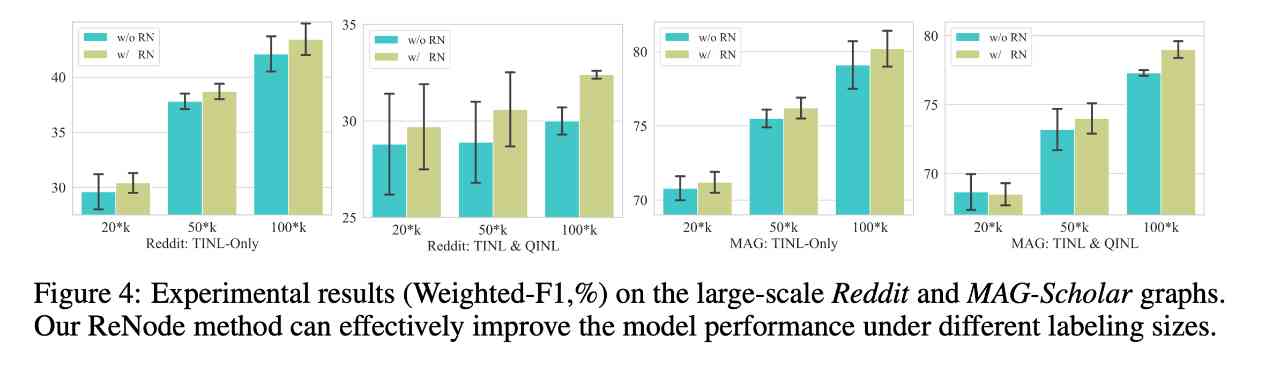 w/o RN
w/ RN
40
35
30
20*k
50*k
100*k
Reddit: TINL-Only
w/o RN
w/ RN
35
30
25
20*k
50*k
100*k
Reddit: TINL & QINL
w/o RN
w/ RN
80
75
70
20*k
50*k
100*k
MAG: TINL-Only
w/o RN
w/ RN
80
75
70
20*k
50*k
100*k
MAG: TINL & QINL
Figure 4: Experimental results (Weighted-F1,%) on the large-scale Reddit and MAG-Scholar graphs.
Our ReNode method can effectively improve the model performance under different labeling sizes.